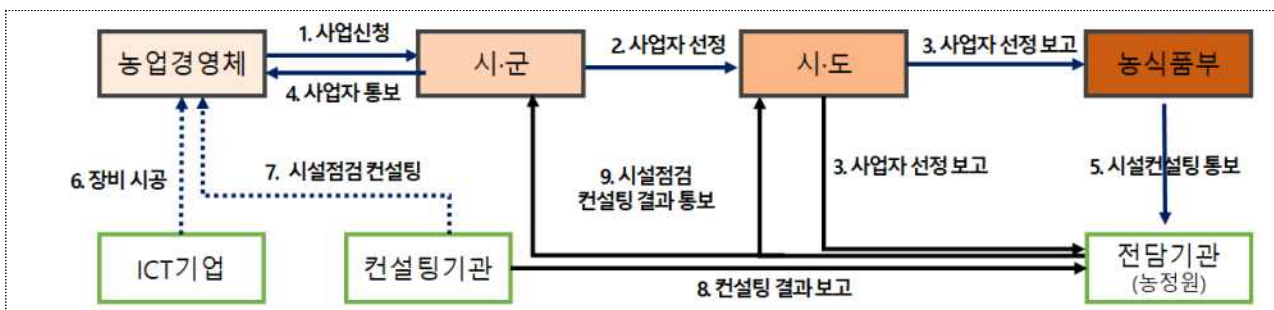 1. 사업신청
농업경영체
시·군
2. 사업자 선정
시·도
3. 사업자 선정 보고
농식품부
4. 사업자 통보
6. 장비 시공
7. 시설점검 컨설팅
9. 시설점검
컨설팅 결과 통보
3. 사업자 선정 보고
5. 시설컨설팅 통보
ICT기업
컨설팅기관
8. 컨설팅 결과 보고
전담기관
(농정원)